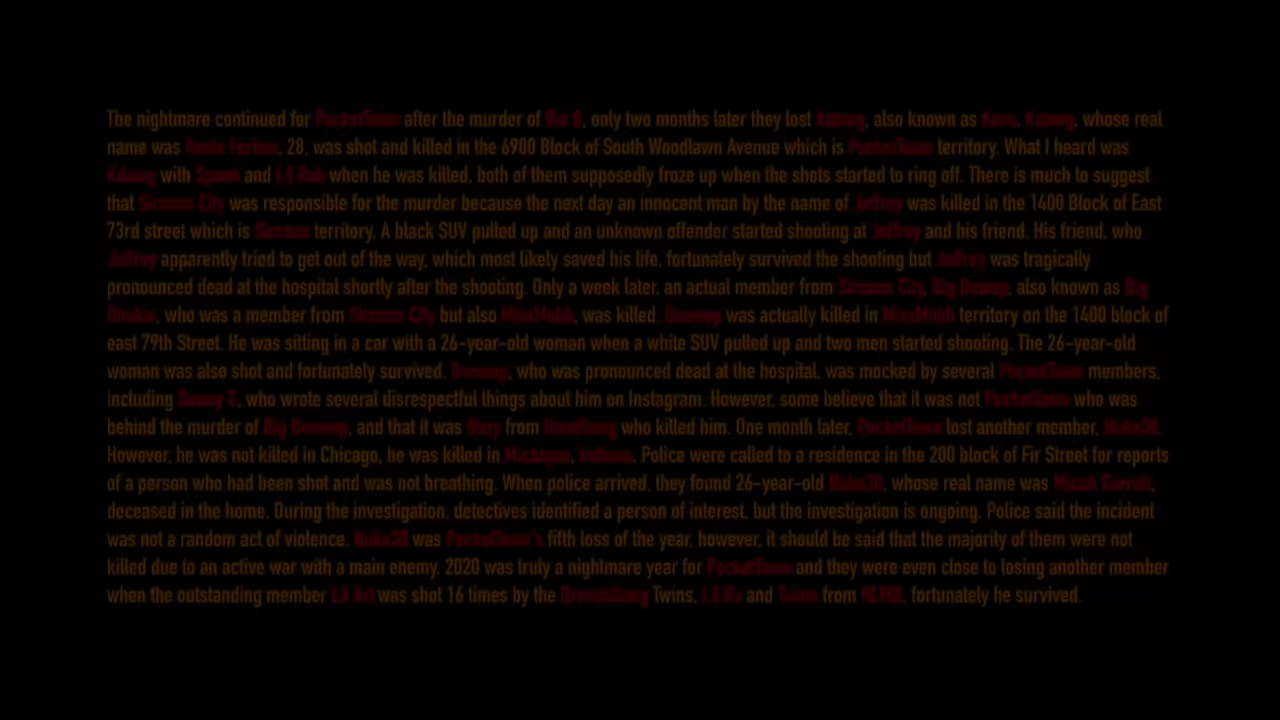 The nightmare continued for PocketTown after the murder of, only two months later they lost, also known as, whose real
name was, 28, was shot and killed in the 6900 Block of South Woodlawn Avenue which is PocketTown territory. What I heard was
with and when he was killed, both of them supposedly froze up when the shots started to ring off. There is much to suggest
that Sircon City was responsible for the murder because the next day an innocent man by the name of Jeffrey was killed in the 1400 Block of East
73rd street which is territory. A black SUV pulled up and an unknown offender started shooting at Jeffrey and his friend. His friend, who
Jeffrey apparently tried to get out of the way, which most likely saved his life, fortunately survived the shooting but Jeffrey was tragically
pronounced dead at the hospital shortly after the shooting. Only a week later, an actual member from, also known as Big
, who was a member from but also, was killed. was actually killed in territory on the 1400 block of
east 79th Street. He was sitting in a car with a 26-year-old woman when a white SUV pulled up and two men started shooting. The 26-year-old
woman was also shot and fortunately survived. , who was pronounced dead at the hospital, was mocked by several PocketTown members,
including, who wrote several disrespectful things about him on Instagram. However, some believe that it was not PocketTown who was
behind the murder of Big, and that it was from who killed him. One month later, PocketTown lost another member,
However, he was not killed in Chicago, he was killed in Michigan, Indiana. Police were called to a residence in the 200 block of Fir Street for reports
of a person who had been shot and was not breathing. When police arrived, they found 26-year-old, whose real name was,
deceased in the home. During the investigation, detectives identified a person of interest, but the investigation is ongoing. Police said the incident
was not a random act of violence. was PocketTown's fifth loss of the year, however, it should be said that the majority of them were not
killed due to an active war with a main enemy. 2020 was truly a nightmare year for PocketTown and they were even close to losing another member
when the outstanding member was shot 16 times by the Twins, and from, fortunately he survived.